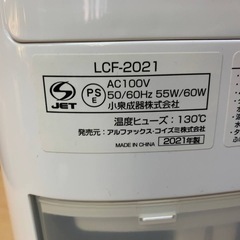 LCF-2021
JET
PS
E
AC100V
50/60Hz 55W/60W
小泉成器株式会社
温度ヒューズ：130℃
発売元：アルファックス・コイズミ株式会社
MADE IN CHINA
2021年製